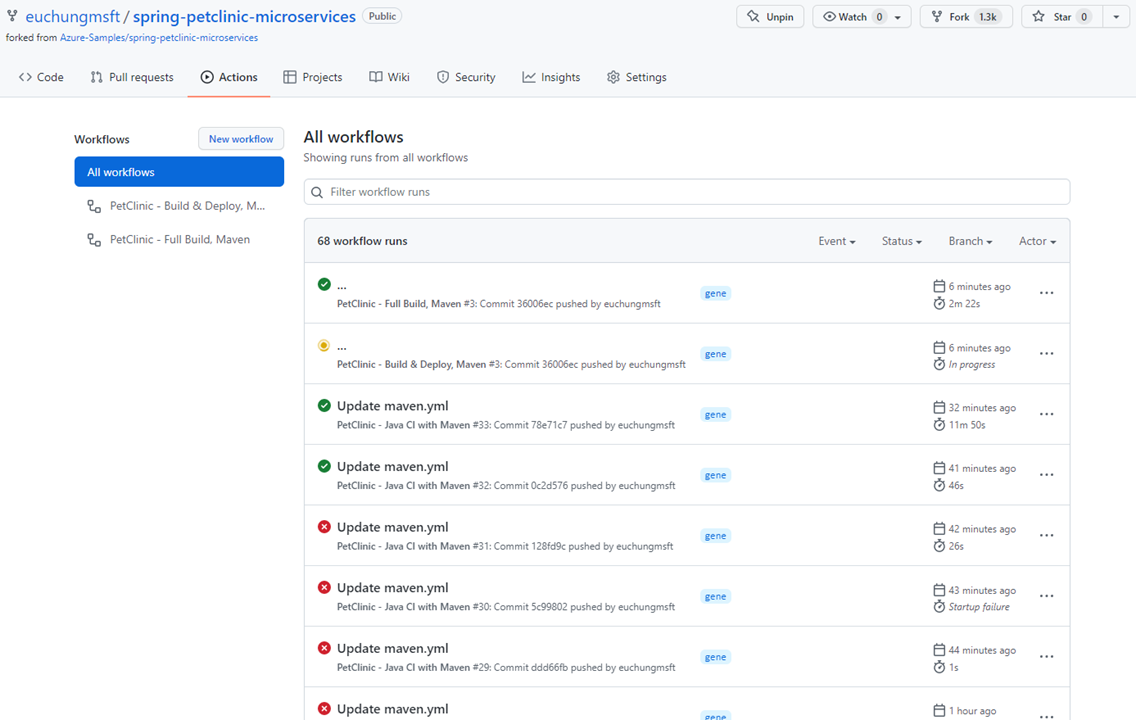 euchungmsft / spring-petclinic-microservices Public
Unpin Watch 0 Fork 1.3k Star 0
forked from Azure-Samples/spring-petclinic-microservices
Code Pull requests Actions Projects Wiki Security Insights Settings
Workflows
New workflow
All workflows
PetClinic - Build & Deploy, M...
PetClinic - Full Build, Maven
All workflows
Showing runs from all workflows
Filter workflow runs
68 workflow runs
Event Status Branch Actor
...
PetClinic - Full Build, Maven #3: Commit 36006ec pushed by euchungmsft
gene
6 minutes ago
2m 22s
...
PetClinic - Build & Deploy, Maven #3: Commit 36006ec pushed by euchungmsft
gene
6 minutes ago
In progress
Update maven.yml
PetClinic - Java CI with Maven #33: Commit 78e71c7 pushed by euchungmsft
gene
32 minutes ago
11m 50s
Update maven.yml
PetClinic - Java CI with Maven #32: Commit 0c2d576 pushed by euchungmsft
gene
41 minutes ago
46s
Update maven.yml
PetClinic - Java CI with Maven #31: Commit 128fd9c pushed by euchungmsft
gene
42 minutes ago
26s
Update maven.yml
PetClinic - Java CI with Maven #30: Commit 5c99802 pushed by euchungmsft
gene
43 minutes ago
Startup failure
Update maven.yml
PetClinic - Java CI with Maven #29: Commit ddd66fb pushed by euchungmsft
gene
44 minutes ago
1s
Update maven.yml
gene
1 hour ago